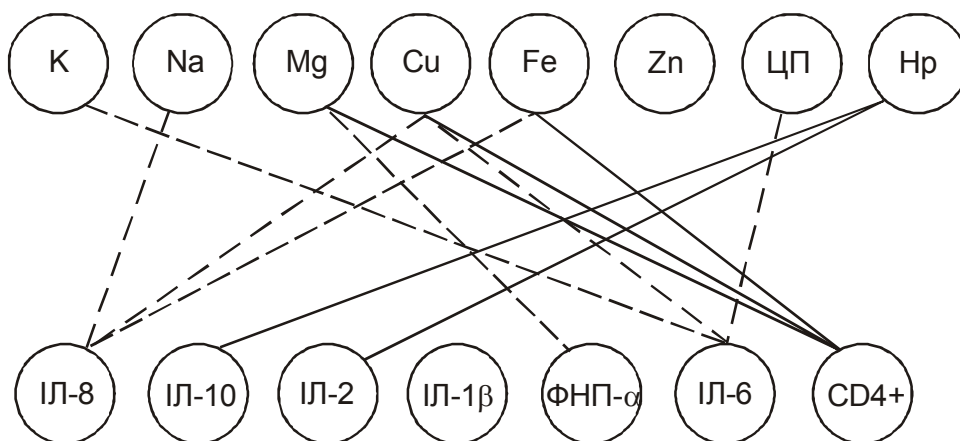 K Na Mg Cu Fe Zn ЦП Hp
ІЛ-8 ІЛ-10 ІЛ-2 ІЛ-1β ФНП-α ІЛ-6 CD4+